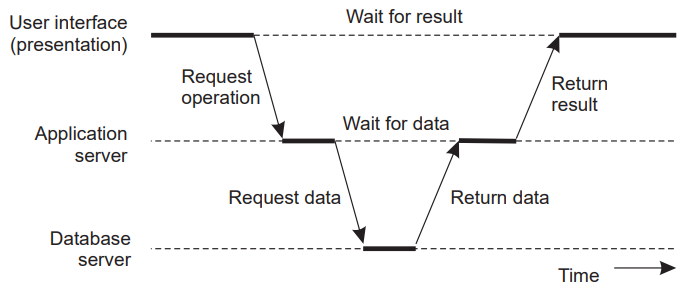 User interface
(presentation)
Wait for result
Request
operation
Return
result
Application
server
Wait for data
Request data
Return data
Database
server
Time